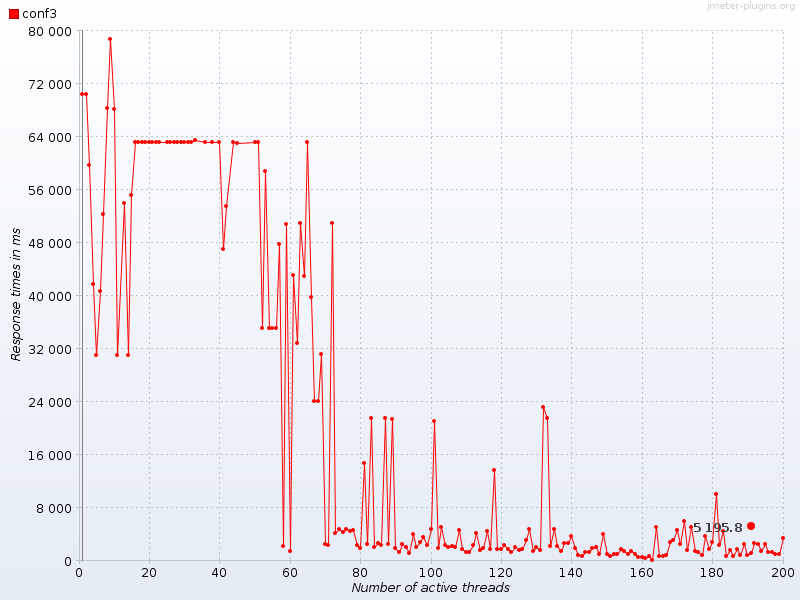 jmeter-plugins.org
conf3
80 000
72 000
64 000
56 000
48 000
40 000
32 000
24 000
16 000
8 000
0
Response times in ms
5 195.8
0 20 40 60 80 100 120 140 160 180 200
Number of active threads